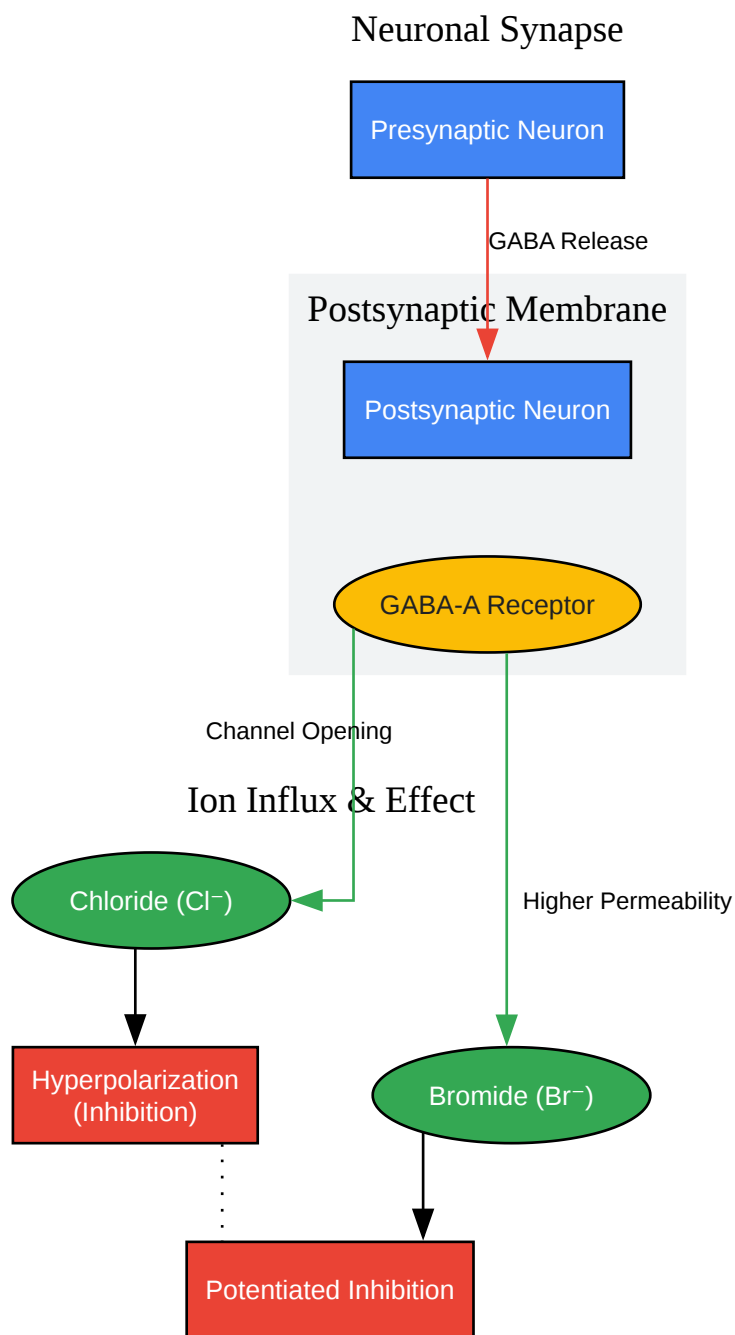 Neuronal Synapse
Presynaptic Neuron
GABA Release
Postsynaptic Membrane
Postsynaptic Neuron
GABA-A Receptor
Channel Opening
Ion Influx & Effect
Chloride (Cl⁻)
Higher Permeability
Hyperpolarization
(Inhibition)
Bromide (Br⁻)
Potentiated Inhibition